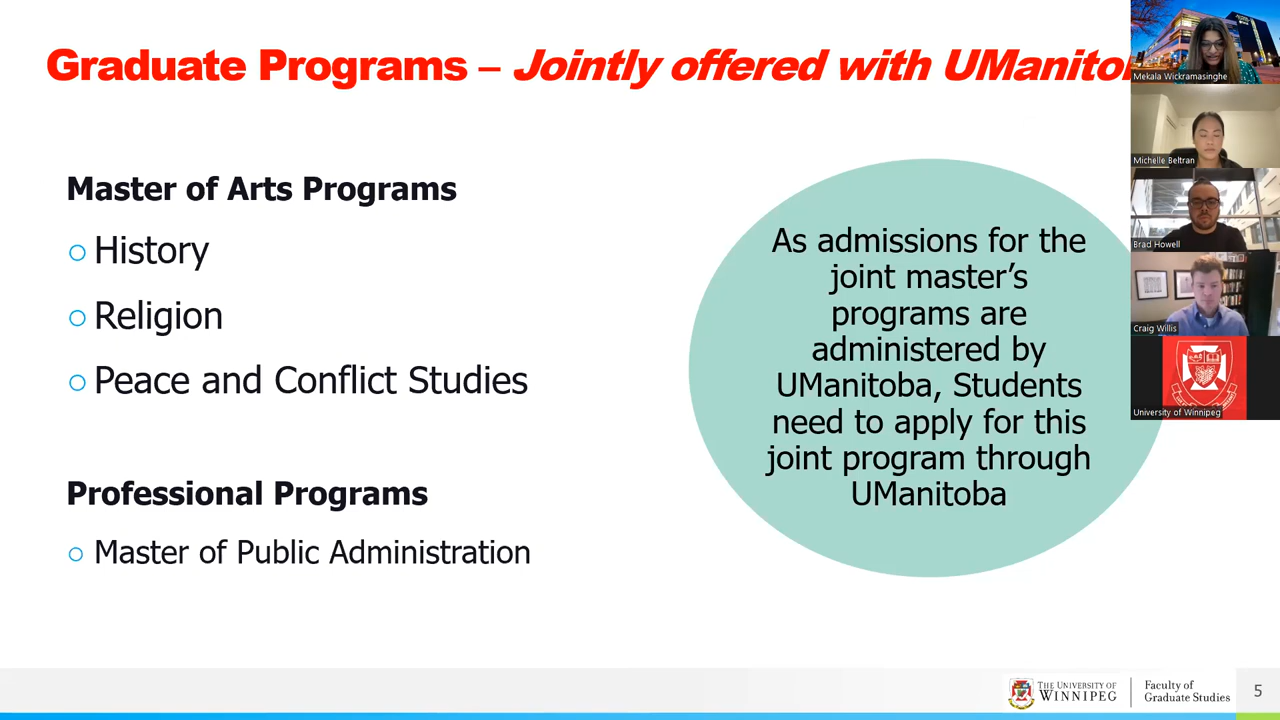 Graduate Programs – Jointly offered with UManito
Master of Arts Programs
History
Religion
Peace and Conflict Studies
Professional Programs
Master of Public Administration
As admissions for the
joint master’s
programs are
administered by
UManitoba, Students
need to apply for this
joint program through
UManitoba
Mekala Wickramasinghe
Michelle Beltran
Brad Howell
Craig Willis
University of Winnipeg
THE UNIVERSITY OF
WINNIPEG
Faculty of
Graduate Studies
5